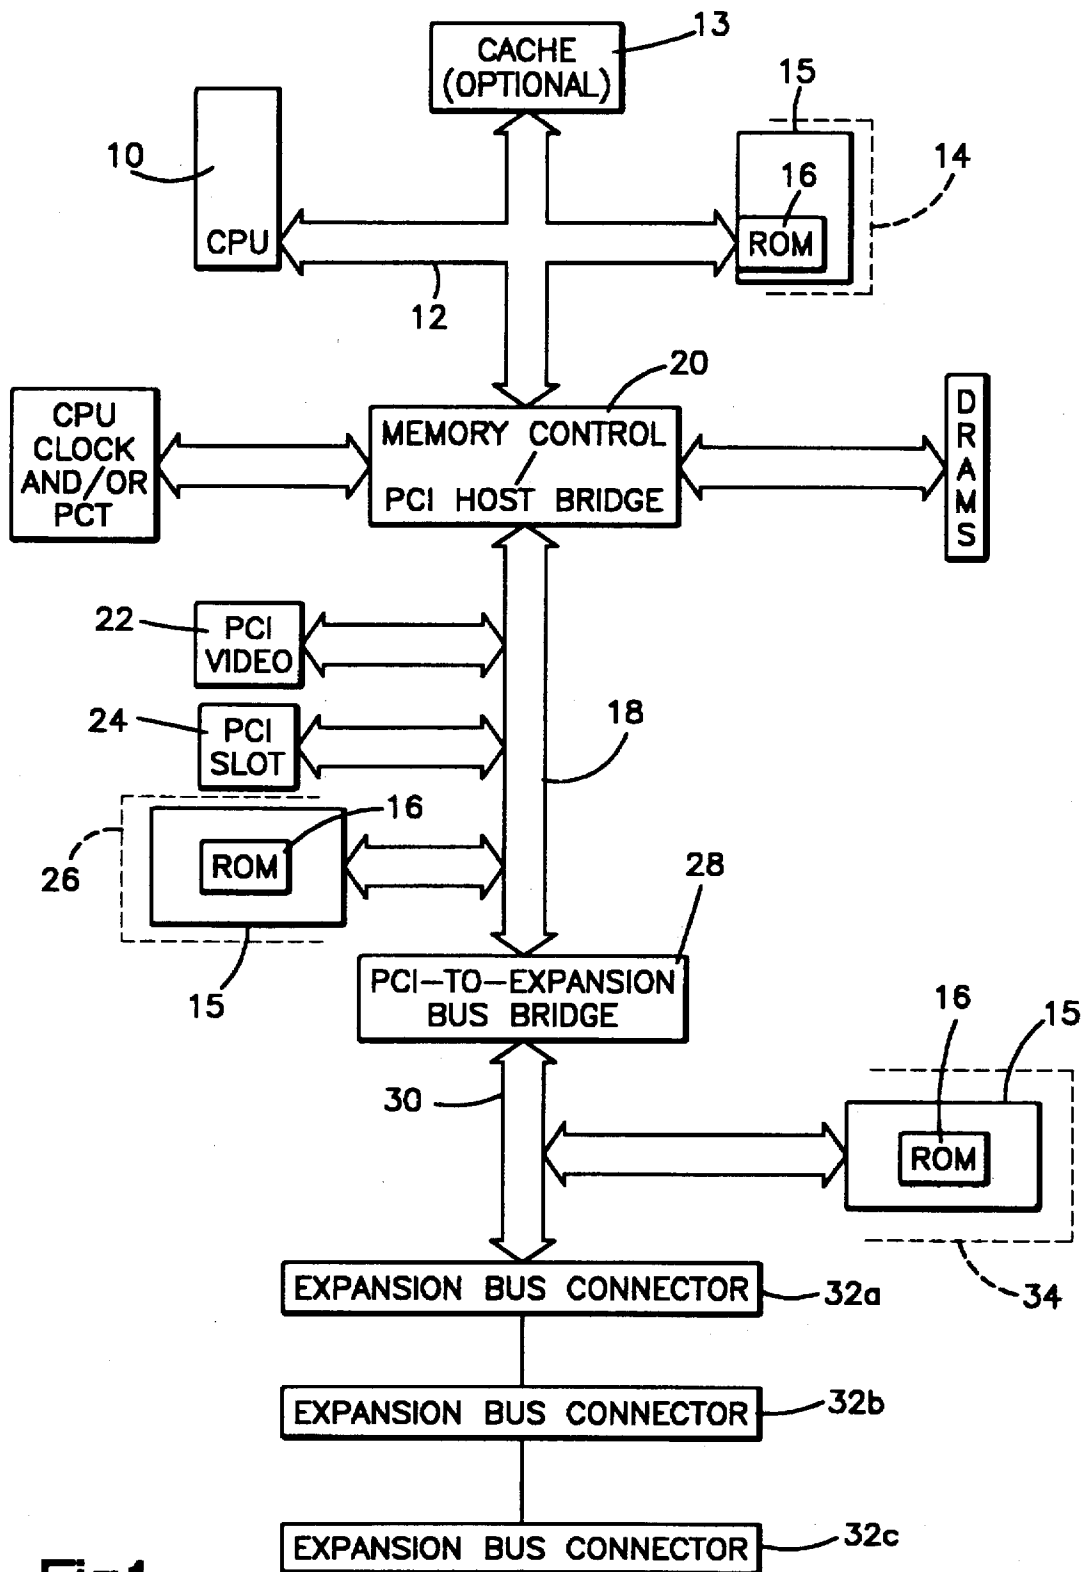 13
CACHE
(OPTIONAL)
15
10
14
16
CPU
ROM
12
20
CPU
CLOCK
AND/OR
PCT
MEMORY CONTROL
/
PCI HOST BRIDGE
D
R
A
M
S
22
PCI
VIDEO
24
PCI
SLOT
18
16
ROM
26
28
15
PCI-TO-EXPANSION
BUS BRIDGE
16
15
30
ROM
EXPANSION BUS CONNECTOR
32a
34
EXPANSION BUS CONNECTOR
32b
EXPANSION BUS CONNECTOR
32c
Fig1